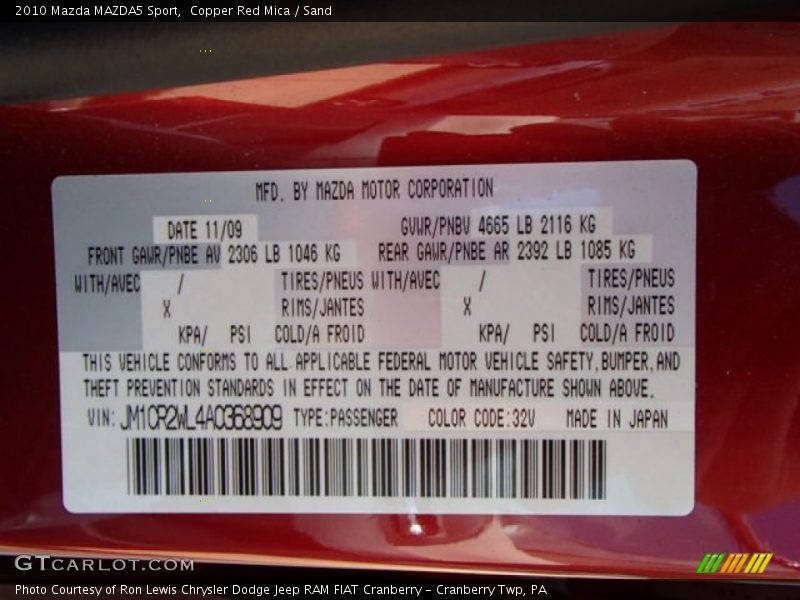 2010 Mazda MAZDA5 Sport, Copper Red Mica / Sand
MFD. BY MAZDA MOTOR CORPORATION
DATE 11/09 GVWR/PNBV 4665 LB 2116 KG
FRONT GAWR/PNBE AV 2306 LB 1046 KG REAR GAWR/PNBE AR 2392 LB 1085 KG
WITH/AVEC / TIRES/PNEUS WITH/AVEC / TIRES/PNEUS
X RIMS/JANTES X RIMS/JANTES
KPA/ PSI COLD/A FROID KPA/ PSI COLD/A FROID
THIS VEHICLE CONFORMS TO ALL APPLICABLE FEDERAL MOTOR VEHICLE SAFETY, BUMPER, AND
THEFT PREVENTION STANDARDS IN EFFECT ON THE DATE OF MANUFACTURE SHOWN ABOVE.
VIN: JM1CR2WL4A0368909 TYPE:PASSENGER COLOR CODE:32V MADE IN JAPAN
GTCARLOT.COM
Photo Courtesy of Ron Lewis Chrysler Dodge Jeep RAM FIAT Cranberry - Cranberry Twp, PA